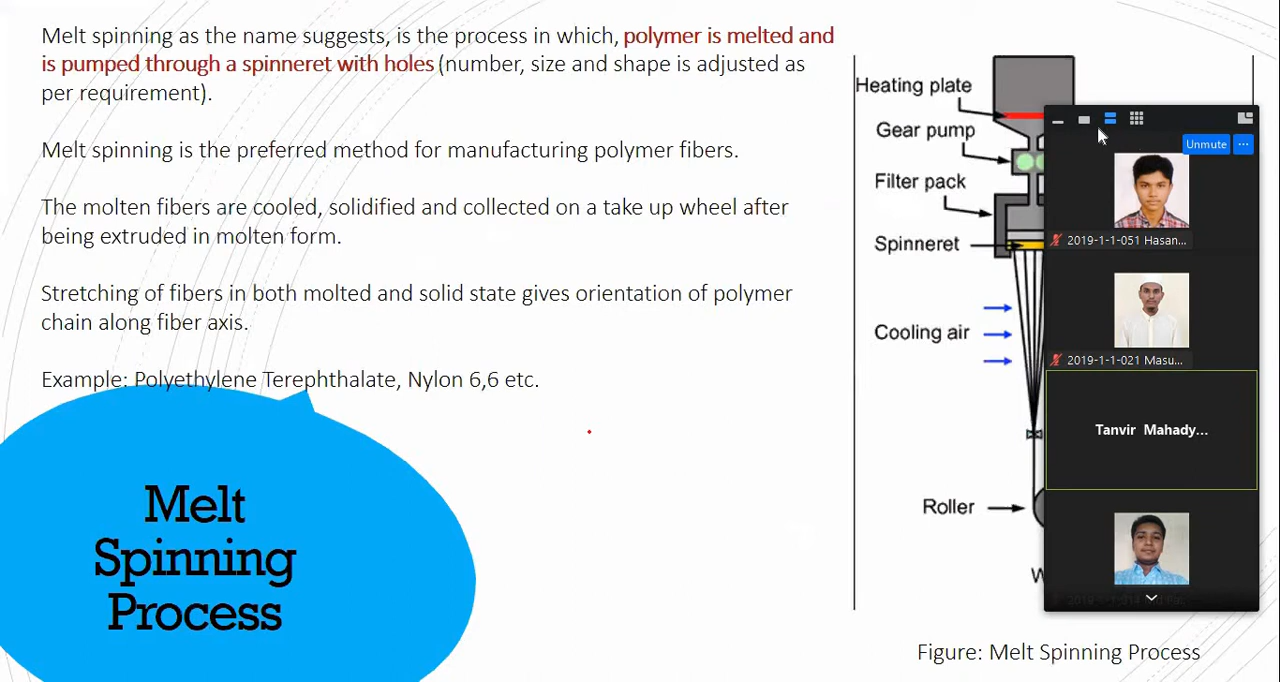 Melt spinning as the name suggests, is the process in which, polymer is melted and
is pumped through a spinneret with holes (number, size and shape is adjusted as
per requirement).
Melt spinning is the preferred method for manufacturing polymer fibers.
The molten fibers are cooled, solidified and collected on a take up wheel after
being extruded in molten form.
Stretching of fibers in both molted and solid state gives orientation of polymer
chain along fiber axis.
Example: Polyethylene Terephthalate, Nylon 6,6 etc.
Melt
Spinning
Process
Heating plate
Gear pump
Filter pack
Spinneret
Cooling air
Roller
Figure: Melt Spinning Process
Unmute
2019-1-1-051 Hasan...
2019-1-1-021 Masu...
Tanvir Mahady...